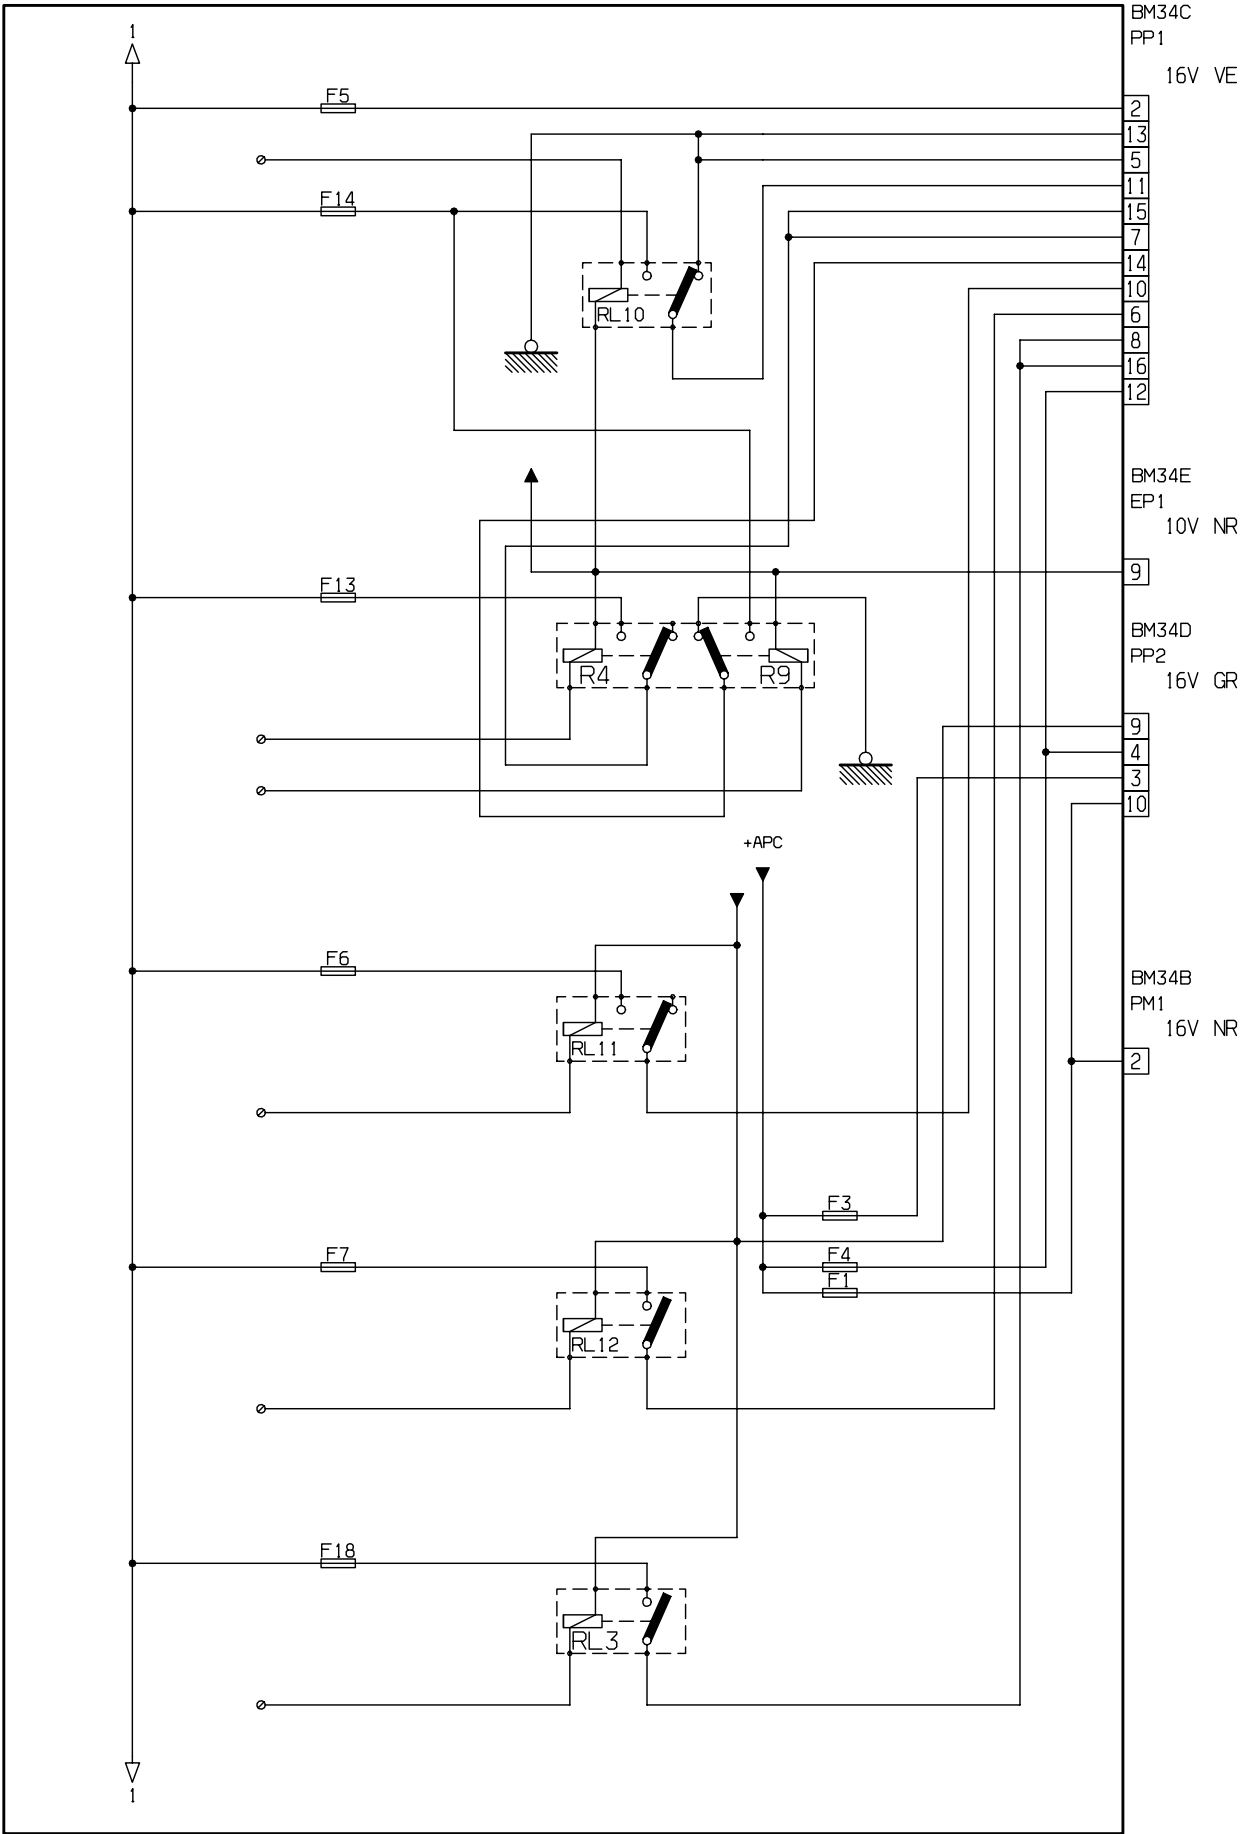 1
BM34C
PP1
16V VE
F5
2
13
5
11
F14
15
7
14
10
RL10
6
8
16
12
BM34E
EP1
10V NR
9
F13
BM34D
PP2
R4
R9
16V GR
9
4
3
10
+APC
F6
BM34B
PM1
16V NR
RL11
2
F3
F7
F4
F1
RL12
F18
RL3
1